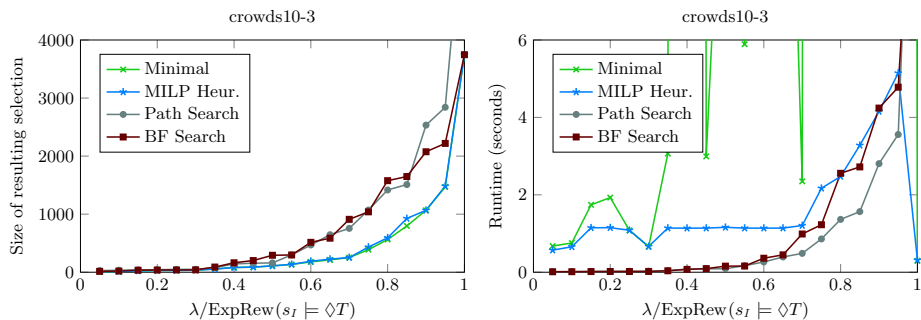 crowds10-3
Size of resulting selection
4000
3000
2000
1000
0
Minimal
MILP Heur.
Path Search
BF Search
0 0.2 0.4 0.6 0.8 1
λ/ExpRew(s_I ⊨ ◊T)
crowds10-3
Runtime (seconds)
6
4
2
0
Minimal
MILP Heur.
Path Search
BF Search
0 0.2 0.4 0.6 0.8 1
λ/ExpRew(s_I ⊨ ◊T)